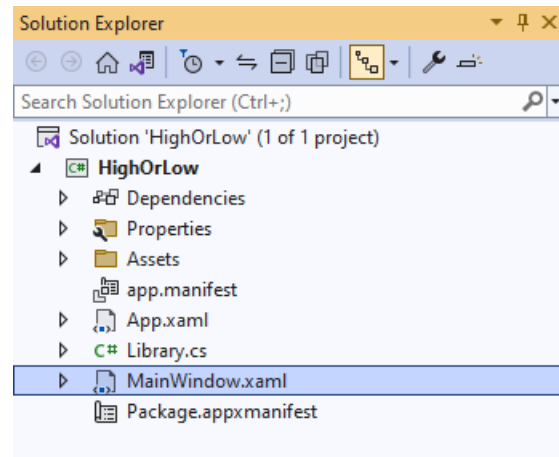 Solution Explorer
Search Solution Explorer (Ctrl+;)
Solution 'HighOrLow' (1 of 1 project)
C# HighOrLow
Dependencies
Properties
Assets
app.manifest
App.xaml
C# Library.cs
MainWindow.xaml
Package.appxmanifest